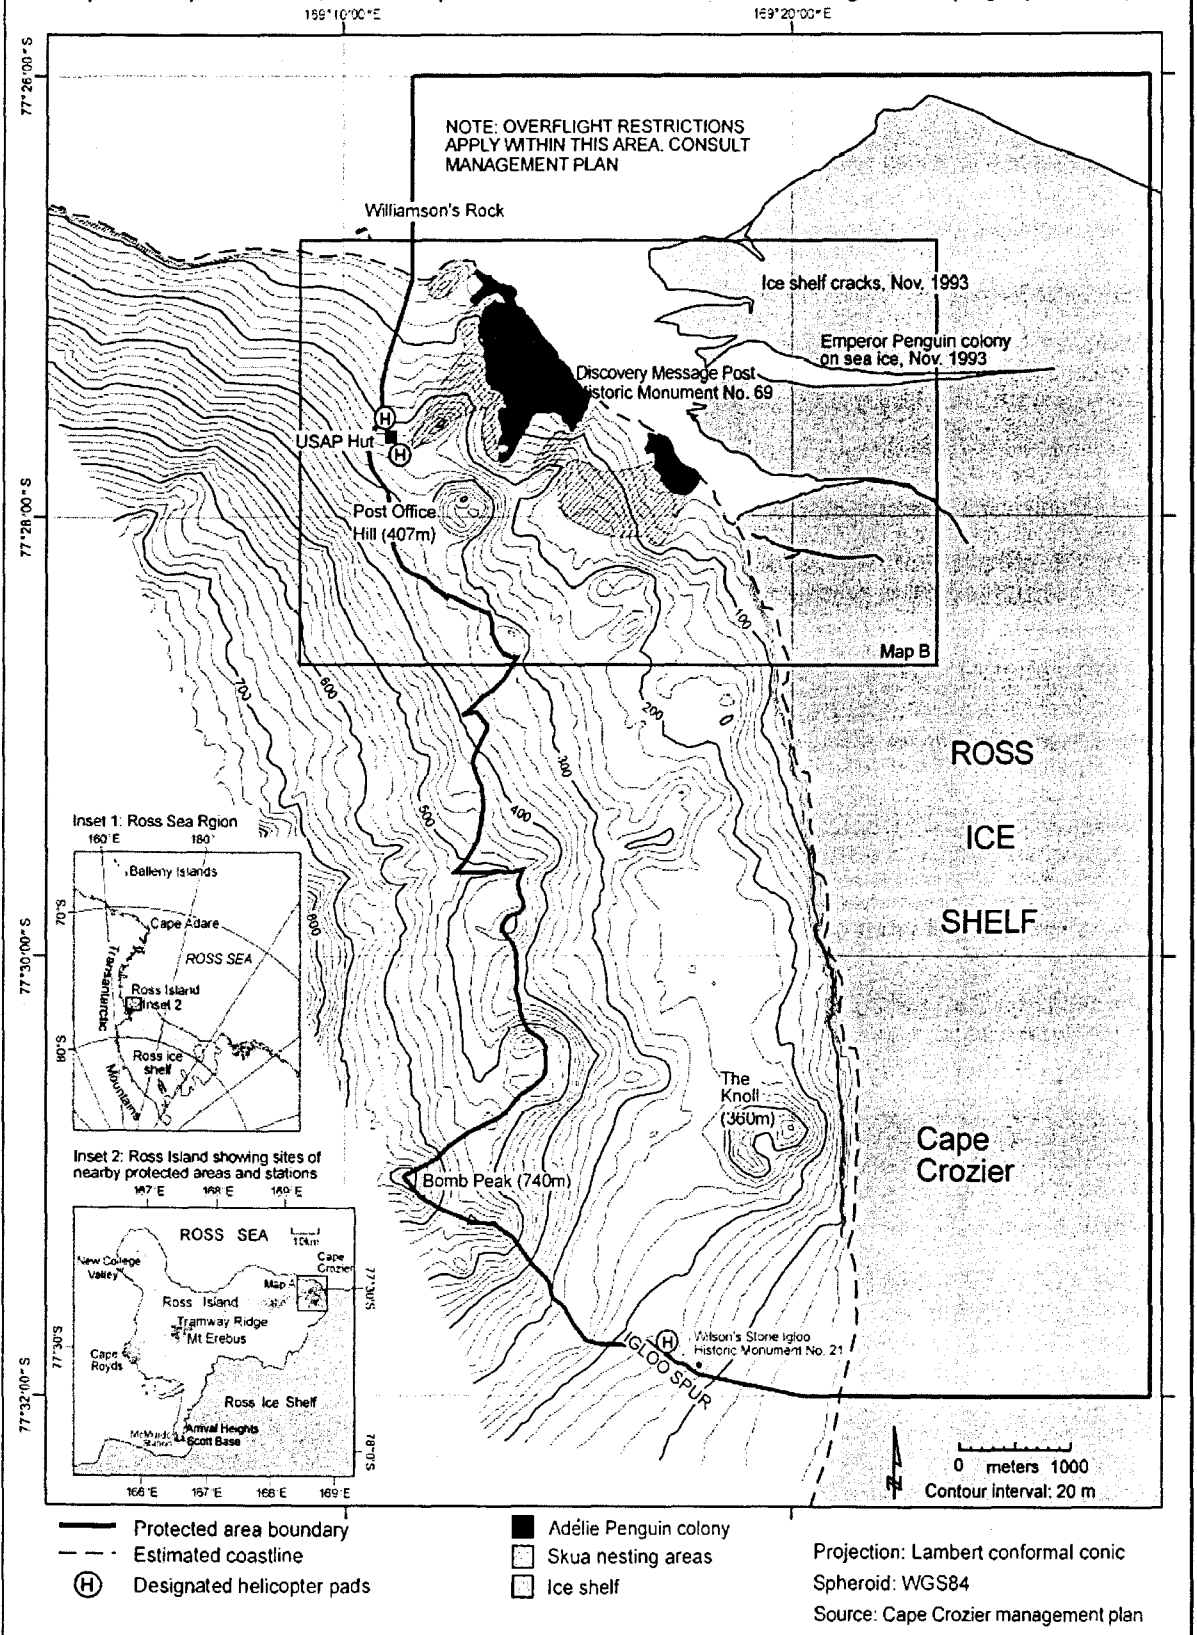 169°10'00"E
169°20'00"E
77°26'00"S
NOTE: OVERFLIGHT RESTRICTIONS
APPLY WITHIN THIS AREA. CONSULT
MANAGEMENT PLAN
Williamson's Rock
Ice shelf cracks, Nov. 1993
Emperor Penguin colony
on sea ice, Nov. 1993
Discovery Message Post
istoric Monument No. 69
H
USAP Hut
H
77°28'00"S
Post Office
Hill (407m)
100
Map B
700
600
200
300
500
400
800
ROSS
ICE
SHELF
Inset 1: Ross Sea Rgion
160°E
180°
Balleny Islands
70°S
Cape Adare
ROSS SEA
Transantarctic
Mountains
Ross Island
Inset 2
80°S
Ross ice
shelf
77°30'00"S
The
Knoll
(360m)
Cape
Crozier
Bomb Peak (740m)
Inset 2: Ross Island showing sites of
nearby protected areas and stations
167°E
168°E
169°E
ROSS SEA
10km
New College
Valley
Cape
Crozier
Map A
77°30'S
Ross Island
Tramway Ridge
Mt Erebus
77°30'S
Cape
Royds
Ross Ice Shelf
McMurdo
Station
Arrival Heights
Scott Base
78°0'S
166°E
167°E
168°E
169°E
H
Wilson's Stone Igloo
Historic Monument No. 21
IGLOO SPUR
77°32'00"S
N
0 meters 1000
Contour interval: 20 m
Protected area boundary
Estimated coastline
H
Designated helicopter pads
Adélie Penguin colony
Skua nesting areas
Ice shelf
Projection: Lambert conformal conic
Spheroid: WGS84
Source: Cape Crozier management plan